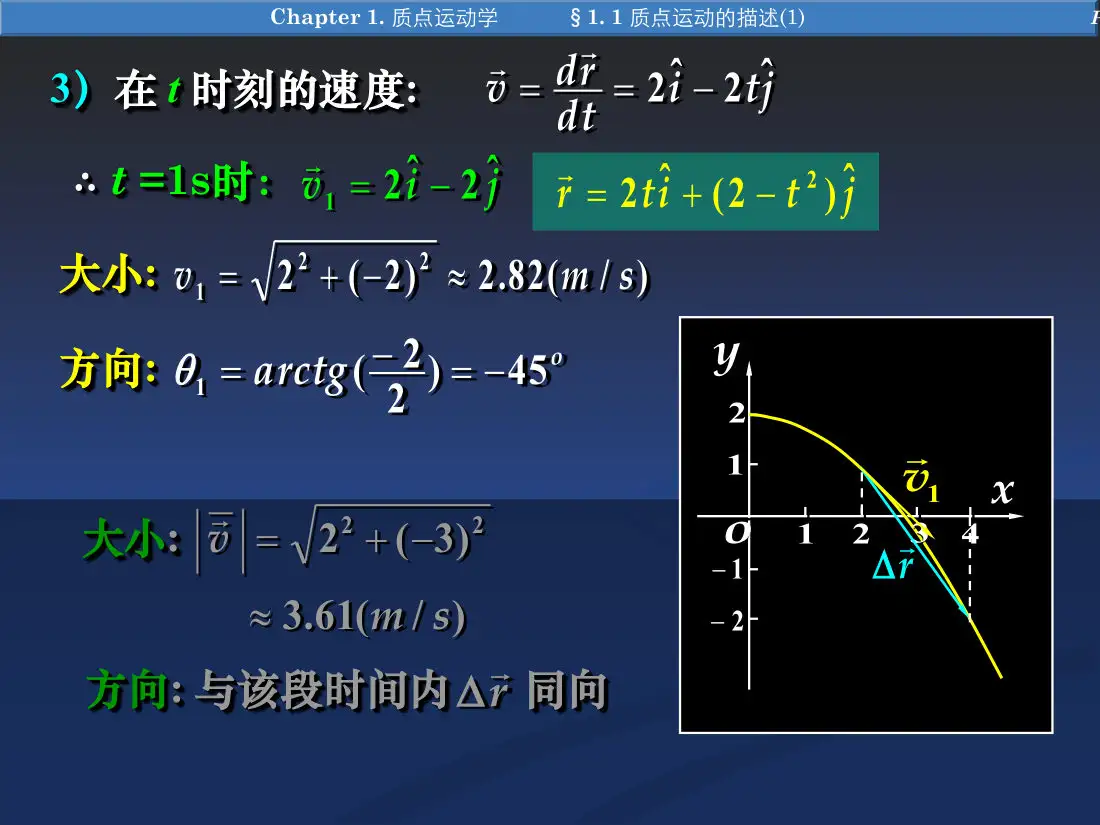 Chapter 1. 质点运动学 §1. 1 质点运动的描述(1)
3）在 t 时刻的速度: v⃗ = dr⃗/dt = 2î − 2tĵ
∴ t =1s时: v⃗₁ = 2î − 2ĵ
r⃗ = 2tî + (2 − t²)ĵ
大小: v₁ = √(2² + (−2)²) ≈ 2.82(m / s)
方向: θ₁ = arctg(−2/2) = −45°
大小: |v⃗̅| = √(2² + (−3)²)
≈ 3.61(m / s)
方向: 与该段时间内 Δr⃗ 同向
y
2
1
v⃗₁
x
O 1 2 3 4
Δr⃗
−1
−2